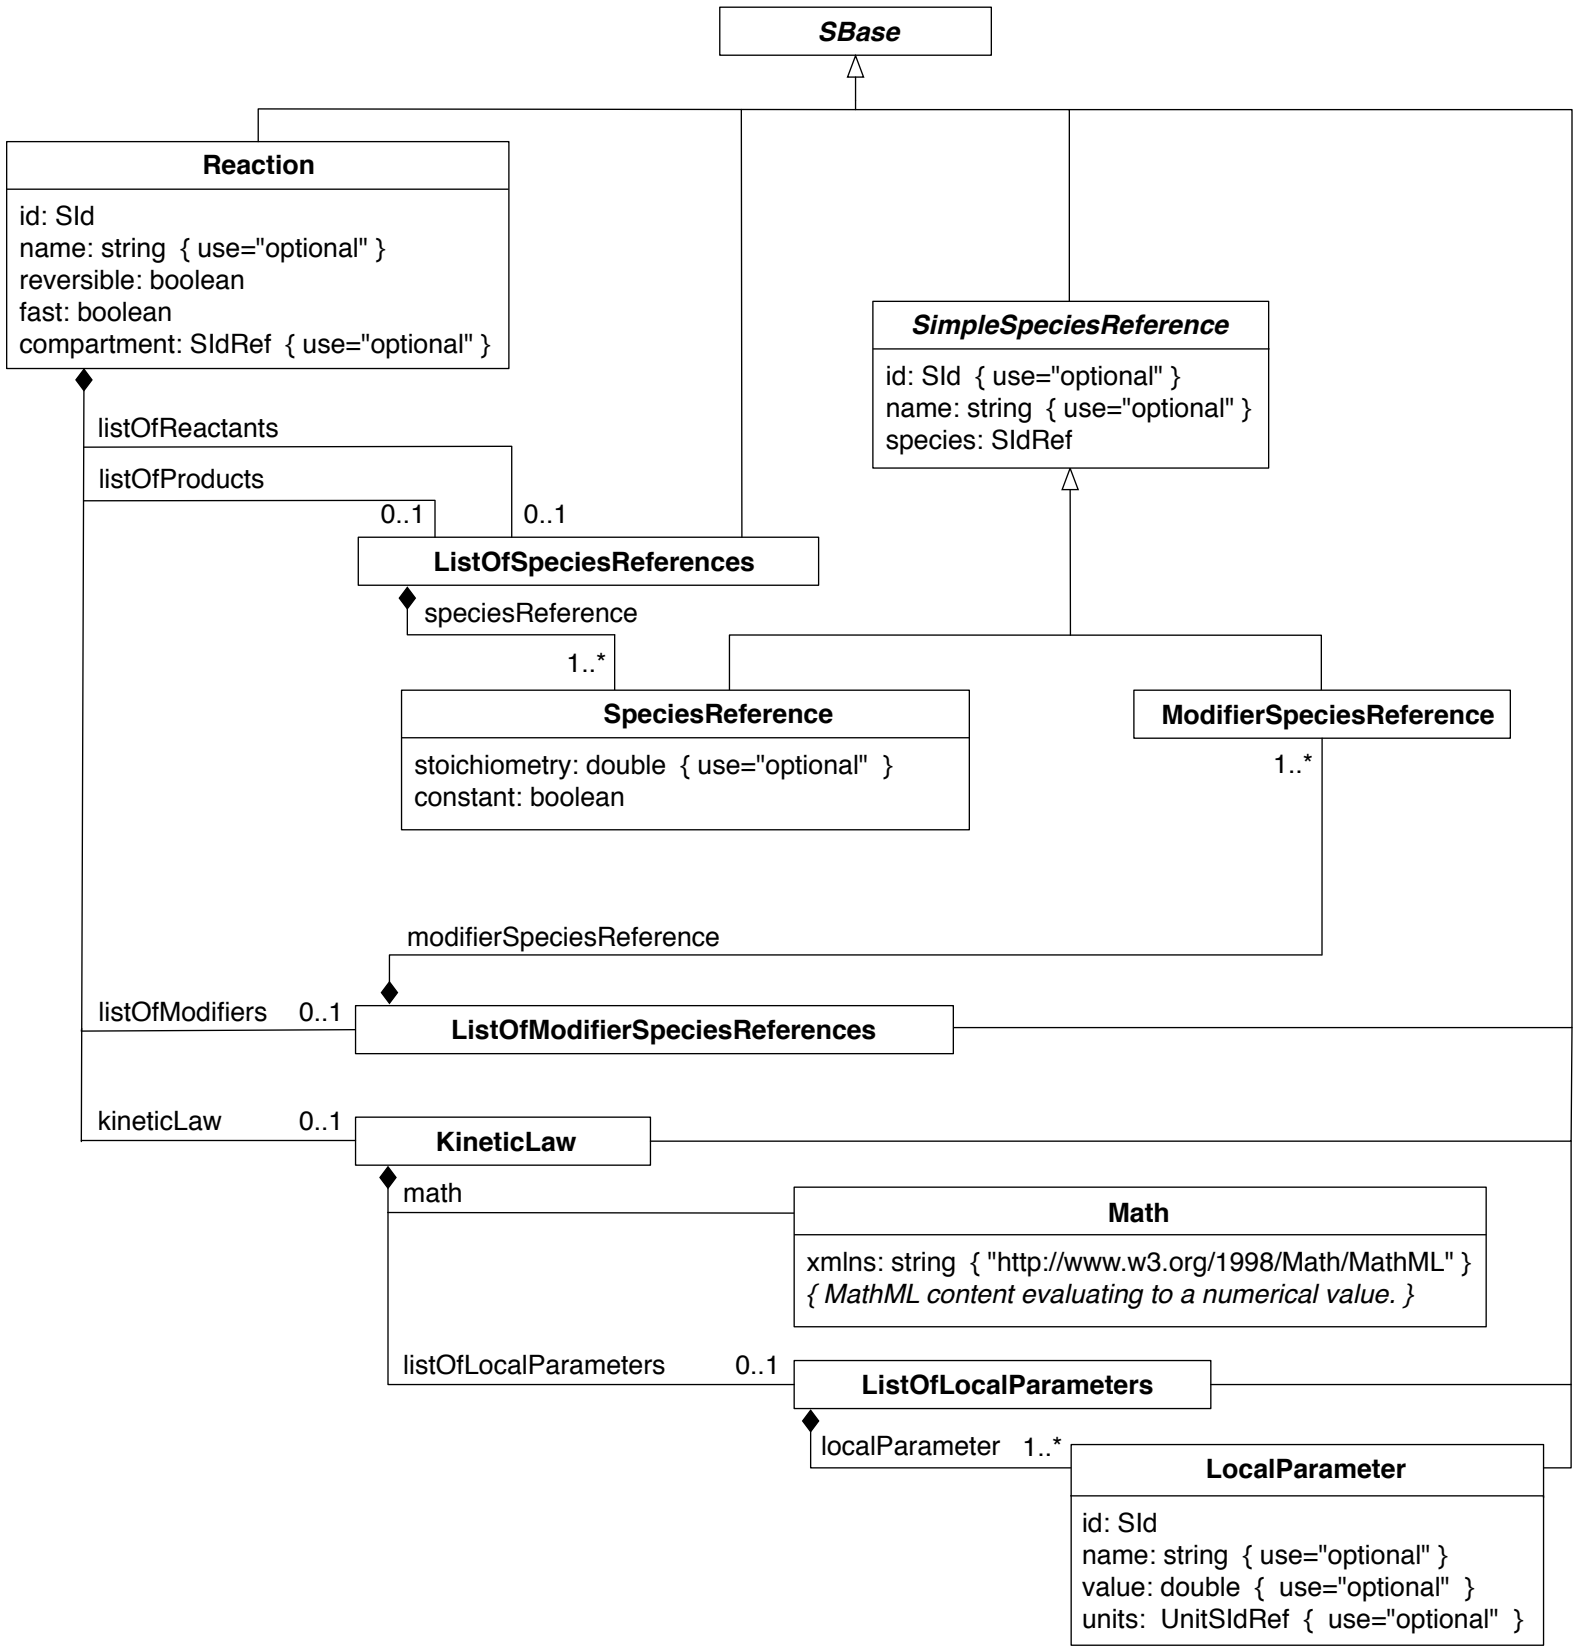 SBase
Reaction
id: SId
name: string { use="optional" }
reversible: boolean
fast: boolean
compartment: SIdRef { use="optional" }
SimpleSpeciesReference
id: SId { use="optional" }
name: string { use="optional" }
species: SIdRef
listOfReactants
listOfProducts
0..1
0..1
ListOfSpeciesReferences
speciesReference
1..*
SpeciesReference
stoichiometry: double { use="optional" }
constant: boolean
ModifierSpeciesReference
1..*
modifierSpeciesReference
listOfModifiers 0..1
ListOfModifierSpeciesReferences
kineticLaw 0..1
KineticLaw
math
Math
xmlns: string { "http://www.w3.org/1998/Math/MathML" }
{ MathML content evaluating to a numerical value. }
listOfLocalParameters 0..1
ListOfLocalParameters
localParameter 1..*
LocalParameter
id: SId
name: string { use="optional" }
value: double { use="optional" }
units: UnitSIdRef { use="optional" }